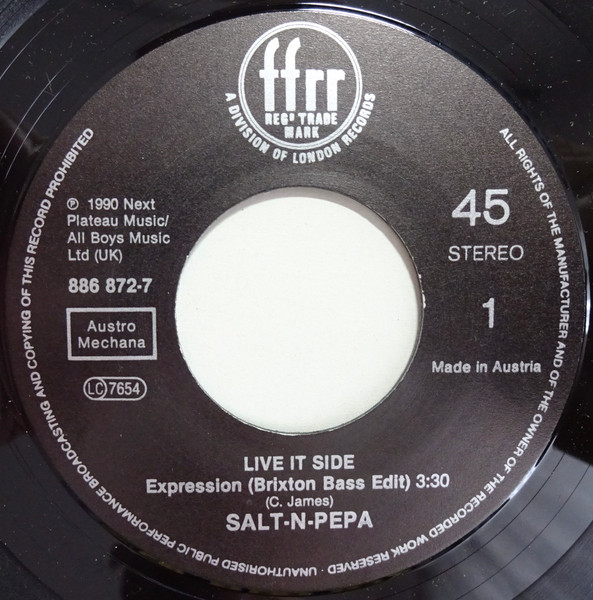 ffrr
REGD TRADE
MARK
A DIVISION OF LONDON RECORDS
ALL RIGHTS OF THE MANUFACTURER AND OF THE OWNER OF THE RECORDED WORK RESERVED · UNAUTHORISED PUBLIC PERFORMANCE BROADCASTING AND COPYING OF THIS RECORD PROHIBITED
℗ 1990 Next
Plateau Music/
All Boys Music
Ltd (UK)
886 872-7
Austro
Mechana
LC 7654
45
STEREO
1
Made in Austria
LIVE IT SIDE
Expression (Brixton Bass Edit) 3:30
(C. James)
SALT-N-PEPA